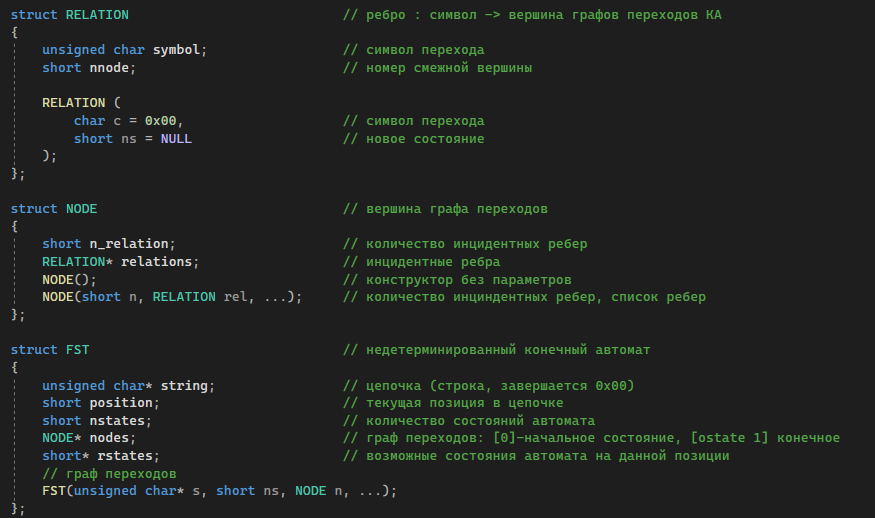 struct RELATION // ребро : символ -> вершина графов переходов КА
{
unsigned char symbol; // символ перехода
short nnode; // номер смежной вершины
RELATION (
char c = 0x00, // символ перехода
short ns = NULL // новое состояние
);
};
struct NODE // вершина графа переходов
{
short n_relation; // количество инцидентных ребер
RELATION* relations; // инцидентные ребра
NODE(); // конструктор без параметров
NODE(short n, RELATION rel, ...); // количество инциндентных ребер, список ребер
};
struct FST // недетерминированный конечный автомат
{
unsigned char* string; // цепочка (строка, завершается 0x00)
short position; // текущая позиция в цепочке
short nstates; // количество состояний автомата
NODE* nodes; // граф переходов: [0]-начальное состояние, [ostate 1] конечное
short* rstates; // возможные состояния автомата на данной позиции
// граф переходов
FST(unsigned char* s, short ns, NODE n, ...);
};